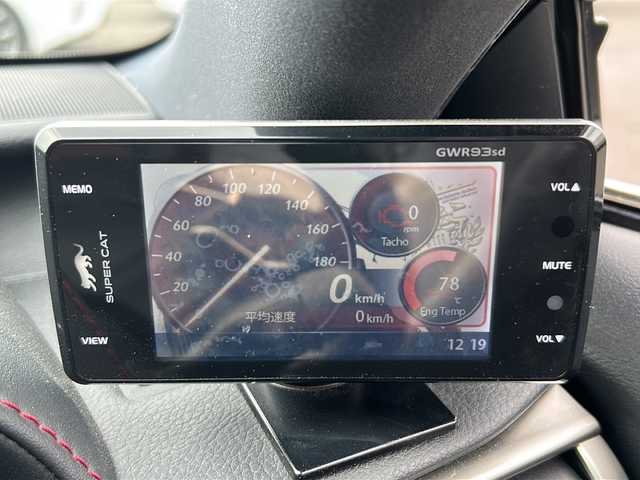 GWR93sd
MEMO
VOL▲
SUPER CAT
MUTE
VIEW
VOL▼
20
40
60
80
100
120
140
160
180
0 km/h
平均速度
0 km/h
0
rpm
Tacho
78
℃
Eng Temp
12 19